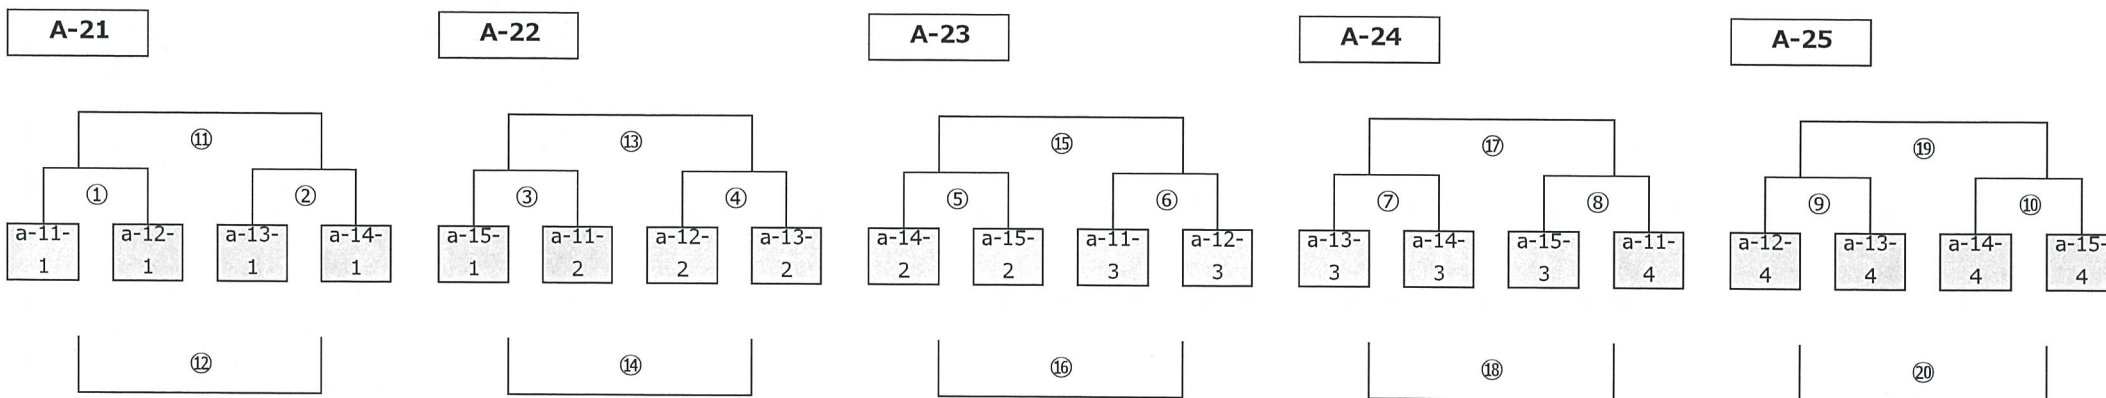 A-21 A-22 A-23 A-24 A-25
⑪ ⑬ ⑮ ⑰ ⑲
① ② ③ ④ ⑤ ⑥ ⑦ ⑧ ⑨ ⑩
a-11- a-12- a-13- a-14- a-15- a-11- a-12- a-13- a-14- a-15- a-11- a-12- a-13- a-14- a-15- a-11- a-12- a-13- a-14- a-15-
1 1 1 1 1 2 2 2 2 2 3 3 3 3 3 4 4 4 4 4
⑫ ⑭ ⑯ ⑱ ⑳